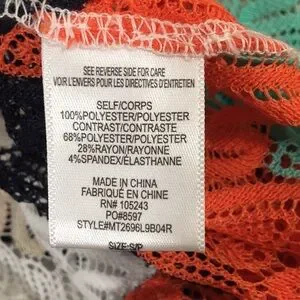 SEE REVERSE SIDE FOR CARE
VOIR L'ENVERS POUR LES DIRECTIVES D'ENTRETIEN
SELF/CORPS
100%POLYESTER/POLYESTER
CONTRAST/CONTRASTE
68%POLYESTER/POLYESTER
28%RAYON/RAYONNE
4%SPANDEX/ÉLASTHANNE
MADE IN CHINA
FABRIQUÉ EN CHINE
RN# 105243
PO#8597
STYLE#MT2696L9B04R
SIZE-S/P